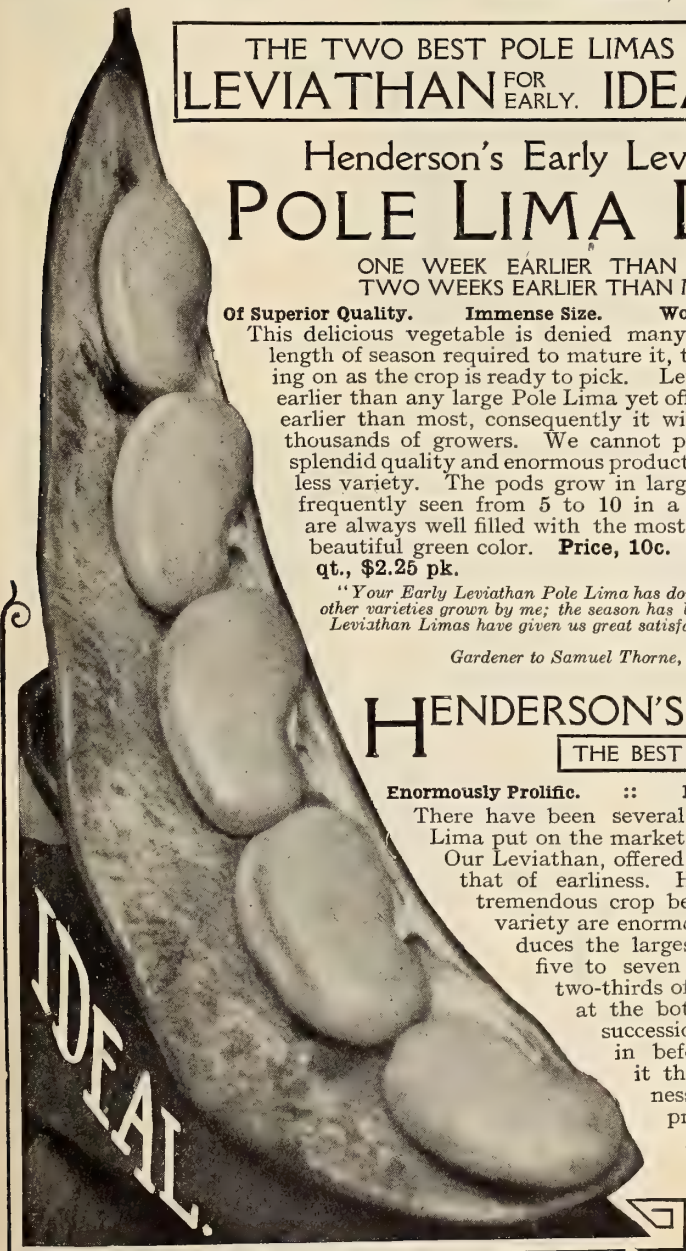 THE TWO BEST POLE LIMAS
LEVIATHAN FOR EARLY. IDEA
Henderson's Early Lev
POLE LIMA
ONE WEEK EARLIER THAN
TWO WEEKS EARLIER THAN
Of Superior Quality. Immense Size. Wo
This delicious vegetable is denied many
length of season required to mature it, t
ing on as the crop is ready to pick. Le
earlier than any large Pole Lima yet off
earlier than most, consequently it wi
thousands of growers. We cannot p
splendid quality and enormous product
less variety. The pods grow in larg
frequently seen from 5 to 10 in a
are always well filled with the most
beautiful green color. Price, 10c.
qt., $2.25 pk.
"Your Early Leviathan Pole Lima has do
other varieties grown by me; the season has
Leviathan Limas have given us great satisfa
Gardener to Samuel Thorne,
HENDERSON'S
THE BEST
Enormously Prolific. ::
There have been several
Lima put on the market
Our Leviathan, offered
that of earliness. H
tremendous crop be
variety are enormo
duces the larges
five to seven
two-thirds of
at the bot
successio
in befo
it th
ness
pr
IDEAL.